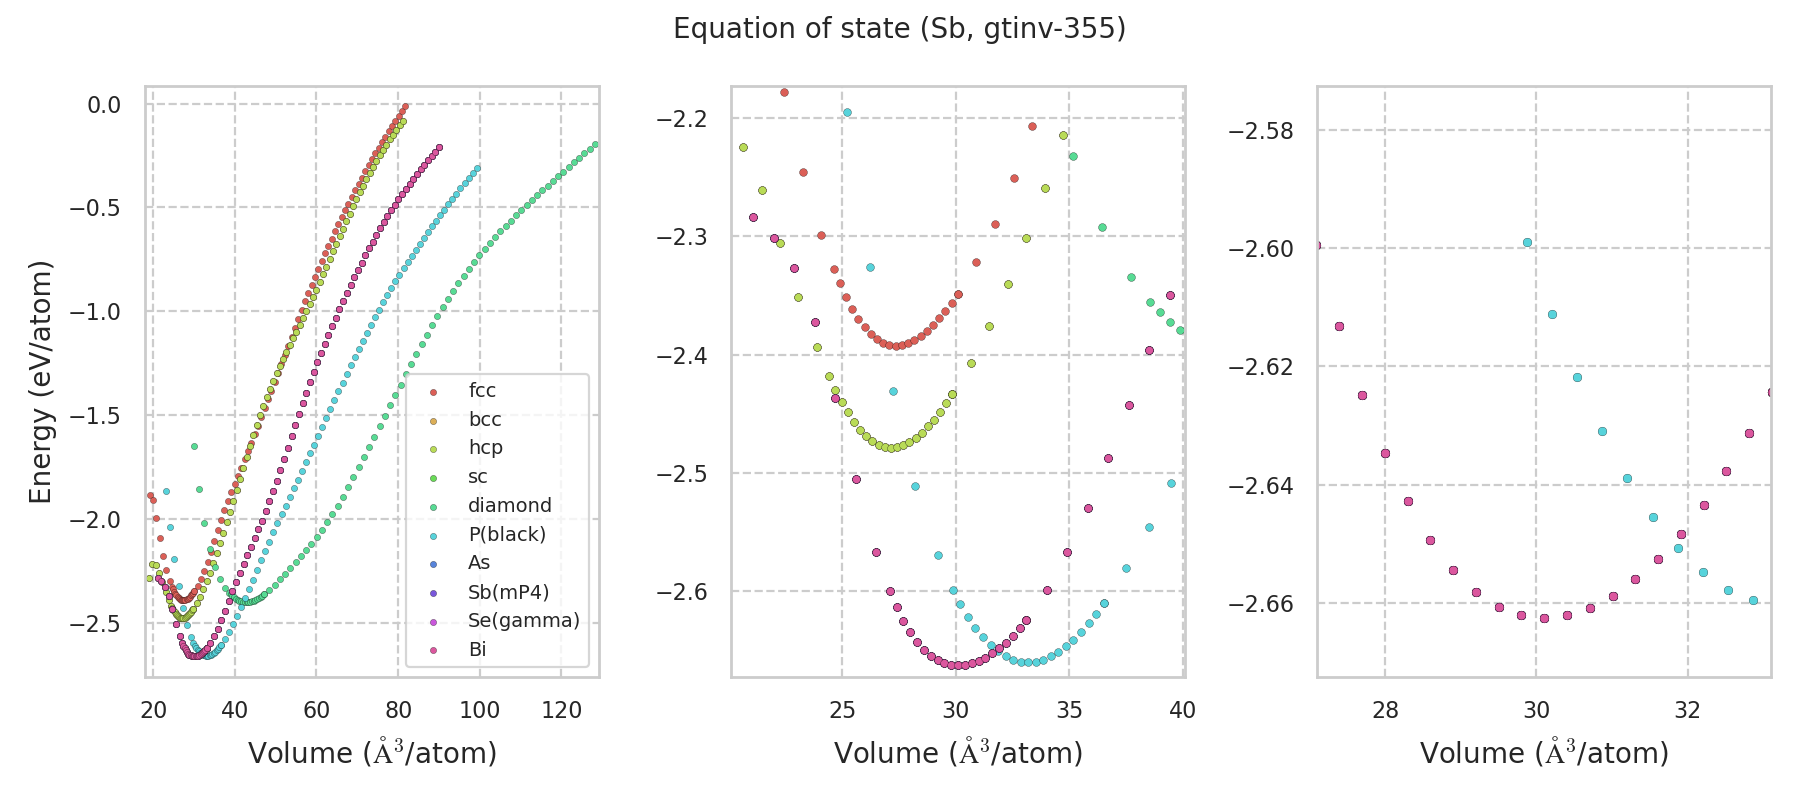 Equation of state (Sb, gtinv-355)
Energy (eV/atom)
0.0
−0.5
−1.0
−1.5
−2.0
−2.5
20 40 60 80 100 120
Volume (Å³/atom)
fcc
bcc
hcp
sc
diamond
P(black)
As
Sb(mP4)
Se(gamma)
Bi
−2.2
−2.3
−2.4
−2.5
−2.6
25 30 35 40
Volume (Å³/atom)
−2.58
−2.60
−2.62
−2.64
−2.66
28 30 32
Volume (Å³/atom)